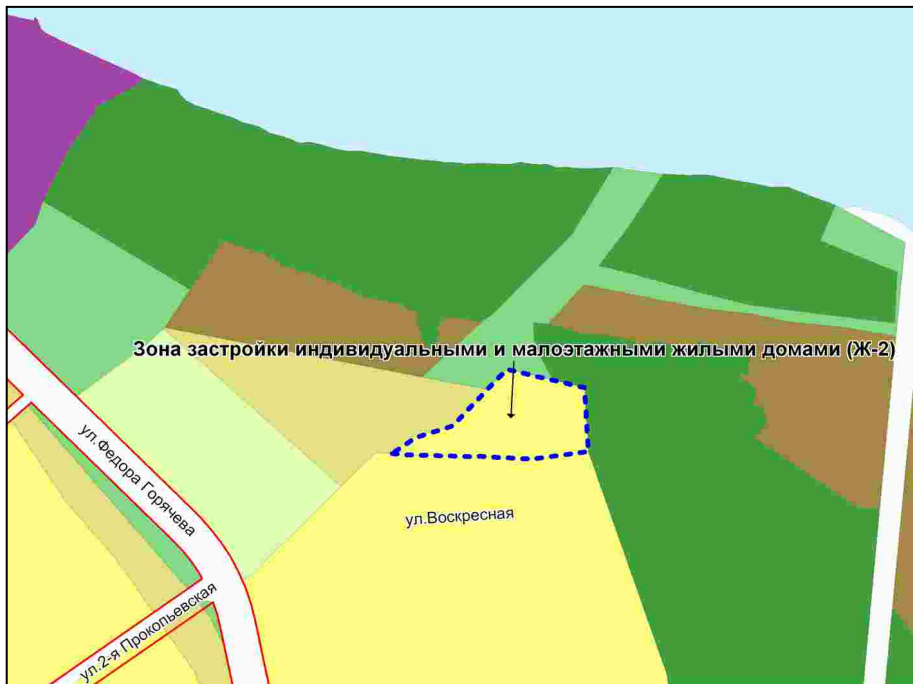 Зона застройки индивидуальными и малоэтажными жилыми домами (Ж-2)
ул.Федора Горячева
ул.Воскресная
ул.2-я Прокопьевская